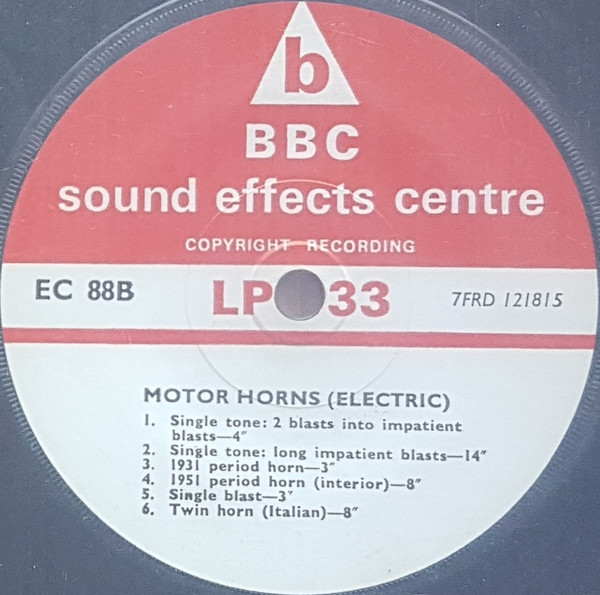 b
BBC
sound effects centre
COPYRIGHT RECORDING
EC 88B
LP 33
7FRD 121815
MOTOR HORNS (ELECTRIC)
1. Single tone: 2 blasts into impatient
blasts—4″
2. Single tone: long impatient blasts—14″
3. 1931 period horn—3″
4. 1951 period horn (interior)—8″
5. Single blast—3′
6. Twin horn (Italian)—8″